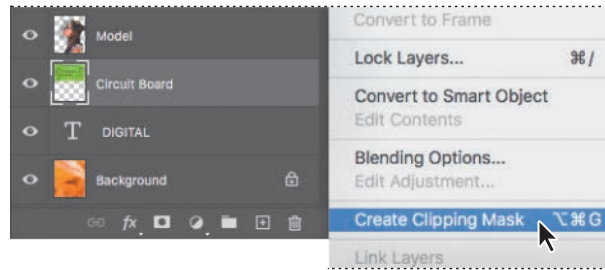 Model
Circuit Board
T DIGITAL
Background
fx
Convert to Frame
Lock Layers... ⌘/
Convert to Smart Object
Edit Contents
Blending Options...
Edit Adjustment...
Create Clipping Mask ⌥⌘G
Link Layers